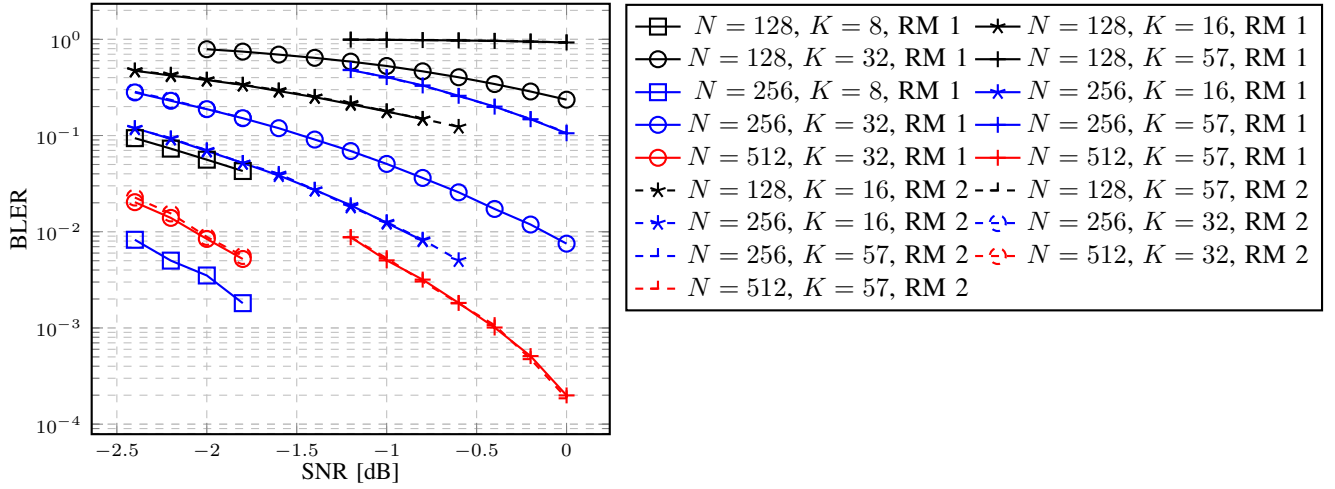 10^0
10^−1
10^−2
10^−3
10^−4
BLER
−2.5 −2 −1.5 −1 −0.5 0
SNR [dB]
N = 128, K = 8, RM 1 N = 128, K = 16, RM 1
N = 128, K = 32, RM 1 N = 128, K = 57, RM 1
N = 256, K = 8, RM 1 N = 256, K = 16, RM 1
N = 256, K = 32, RM 1 N = 256, K = 57, RM 1
N = 512, K = 32, RM 1 N = 512, K = 57, RM 1
N = 128, K = 16, RM 2 N = 128, K = 57, RM 2
N = 256, K = 16, RM 2 N = 256, K = 32, RM 2
N = 256, K = 57, RM 2 N = 512, K = 32, RM 2
N = 512, K = 57, RM 2